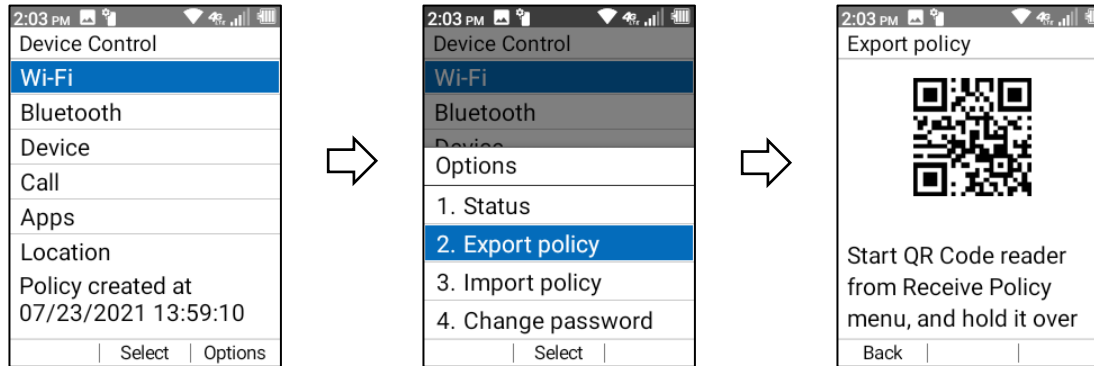 2:03 PM
Device Control
Wi-Fi
Bluetooth
Device
Call
Apps
Location
Policy created at
07/23/2021 13:59:10
Select
Options
2:03 PM
Device Control
Wi-Fi
Bluetooth
Device
Options
1. Status
2. Export policy
3. Import policy
4. Change password
Select
2:03 PM
Export policy
Start QR Code reader
from Receive Policy
menu, and hold it over
Back